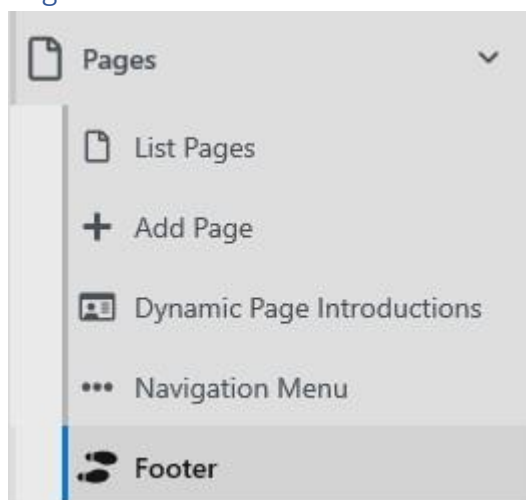 Pages
List Pages
Add Page
Dynamic Page Introductions
Navigation Menu
Footer